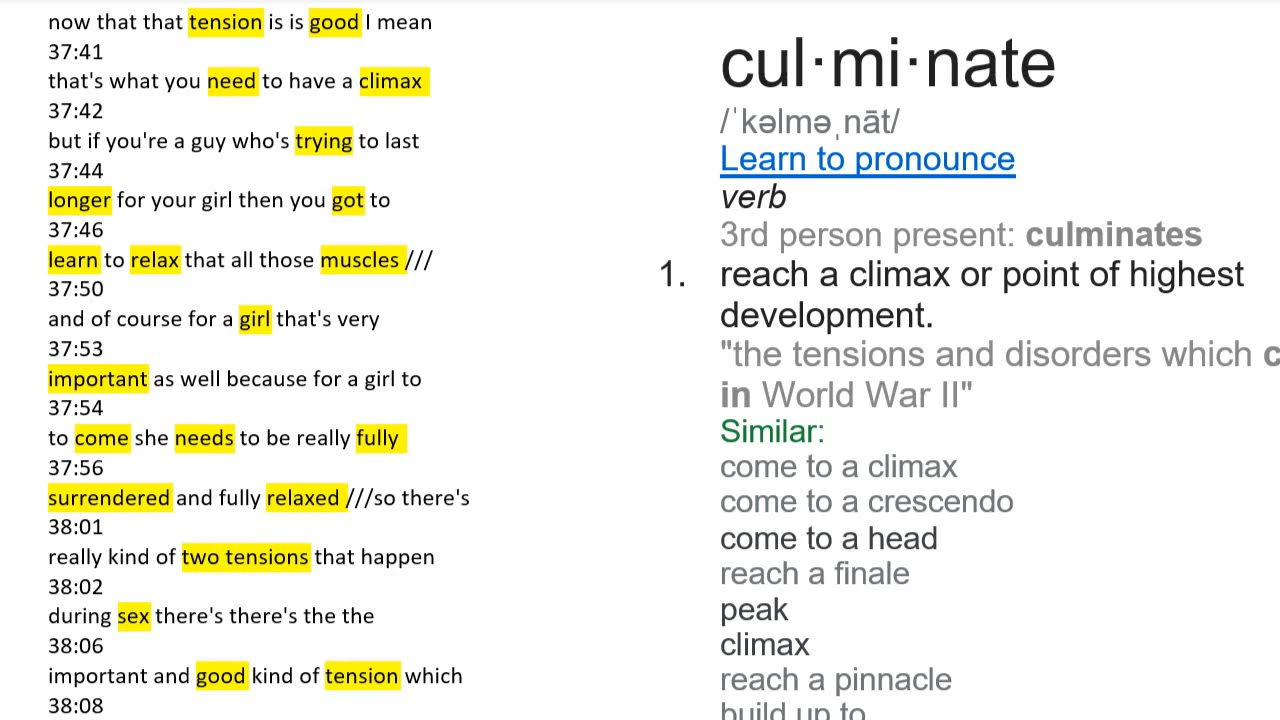 now that that tension is is good I mean
37:41
that's what you need to have a climax
37:42
but if you're a guy who's trying to last
37:44
longer for your girl then you got to
37:46
learn to relax that all those muscles ///
37:50
and of course for a girl that's very
37:53
important as well because for a girl to
37:54
to come she needs to be really fully
37:56
surrendered and fully relaxed ///so there's
38:01
really kind of two tensions that happen
38:02
during sex there's there's the the
38:06
important and good kind of tension which
38:08
cul·mi·nate
/ˈkəlməˌnāt/
Learn to pronounce
verb
3rd person present: culminates
1. reach a climax or point of highest
development.
"the tensions and disorders which c
in World War II"
Similar:
come to a climax
come to a crescendo
come to a head
reach a finale
peak
climax
reach a pinnacle
build up to